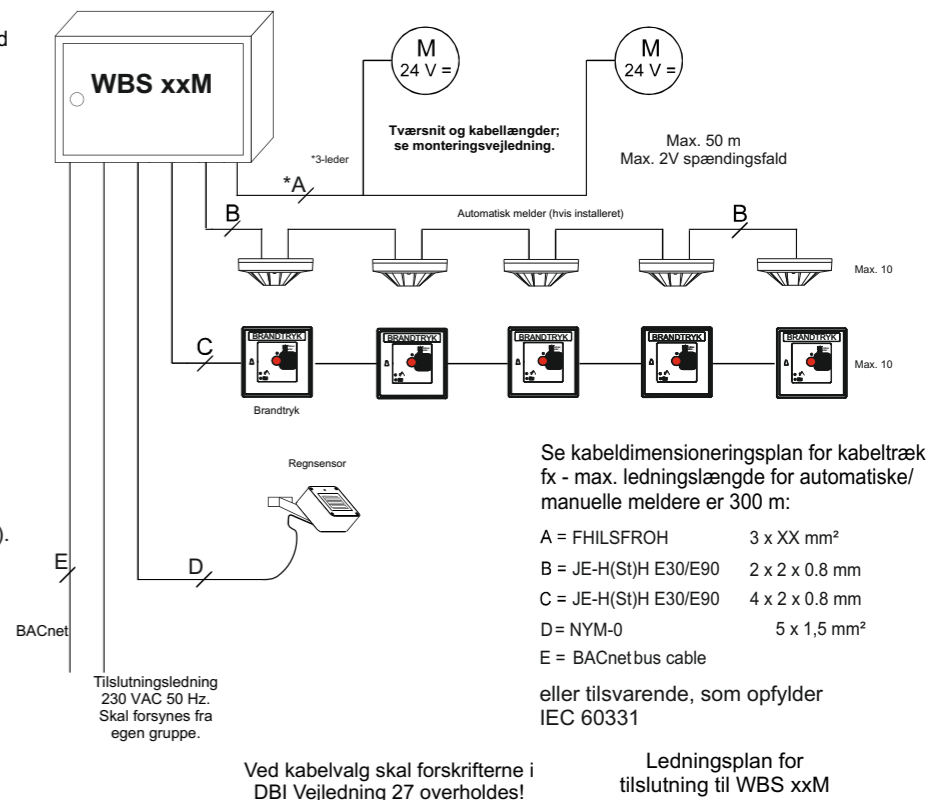 d
WBS xxM
M
24 V =
M
24 V =
Tværsnit og kabellængder;
se monteringsvejledning.
Max. 50 m
Max. 2V spændingsfald
*3-leder
*A
B
Automatisk melder (hvis installeret)
B
Max. 10
BRANDTRYK
BRANDTRYK
BRANDTRYK
BRANDTRYK
BRANDTRYK
C
Max. 10
Brandtryk
Regnsensor
Se kabeldimensioneringsplan for kabeltræk
fx - max. ledningslængde for automatiske/
manuelle meldere er 300 m:
).
A = FHILSFROH 3 x XX mm²
B = JE-H(St)H E30/E90 2 x 2 x 0.8 mm
C = JE-H(St)H E30/E90 4 x 2 x 0.8 mm
D = NYM-0 5 x 1,5 mm²
E = BACnet bus cable
E
D
BACnet
Tilslutningsledning
230 VAC 50 Hz.
Skal forsynes fra
egen gruppe.
eller tilsvarende, som opfylder
IEC 60331
Ved kabelvalg skal forskrifterne i
DBI Vejledning 27 overholdes!
Ledningsplan for
tilslutning til WBS xxM